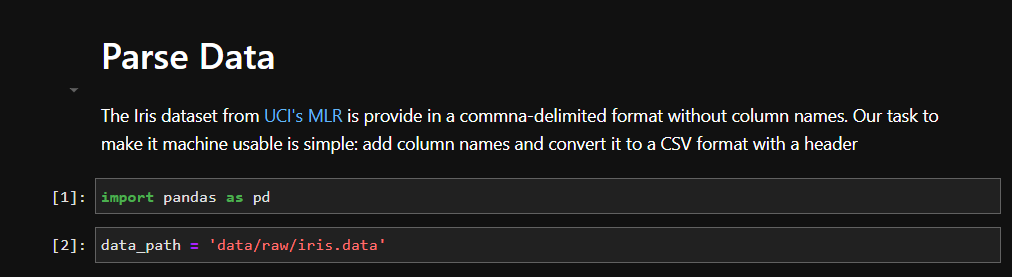 Parse Data
The Iris dataset from UCI's MLR is provide in a commna-delimited format without column names. Our task to
make it machine usable is simple: add column names and convert it to a CSV format with a header
[1]: import pandas as pd
[2]: data_path = 'data/raw/iris.data'